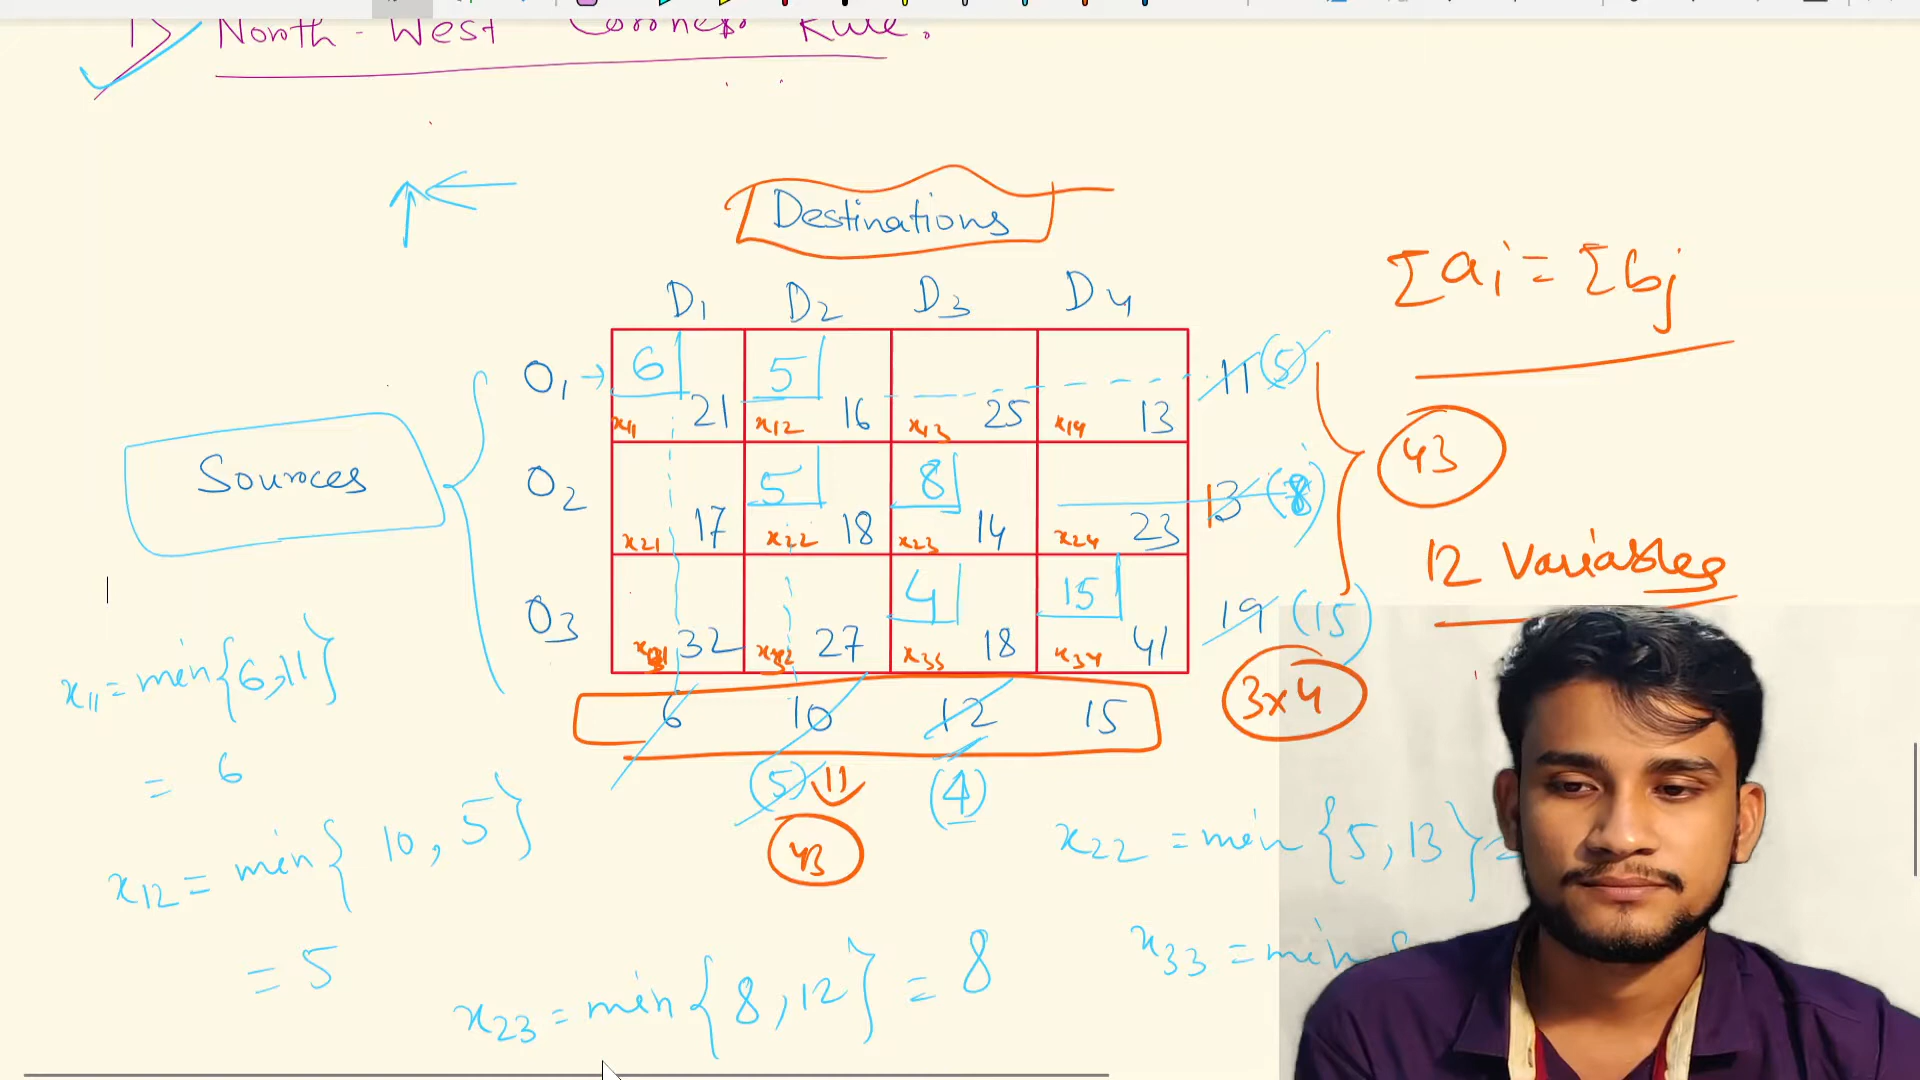 1) North-West Corner Rule.
Destinations
Σai = Σbj
D1 D2 D3 D4
O1 → 6 21 x11 5 16 x12 25 x13 13 x14 11 (5)
43
Sources
O2 17 x21 5 18 x22 8 14 x23 23 x24 13 (8)
12 Variables
O3 32 27 4 18 x33 15 41 x34 19 (15)
3x4
6 10 12 15
(5) 11 (4)
43
x11 = min{6,11}
= 6
x12 = min{10,5}
= 5
x23 = min{8,12} = 8
x22 = min{5,13} =
x33 = min